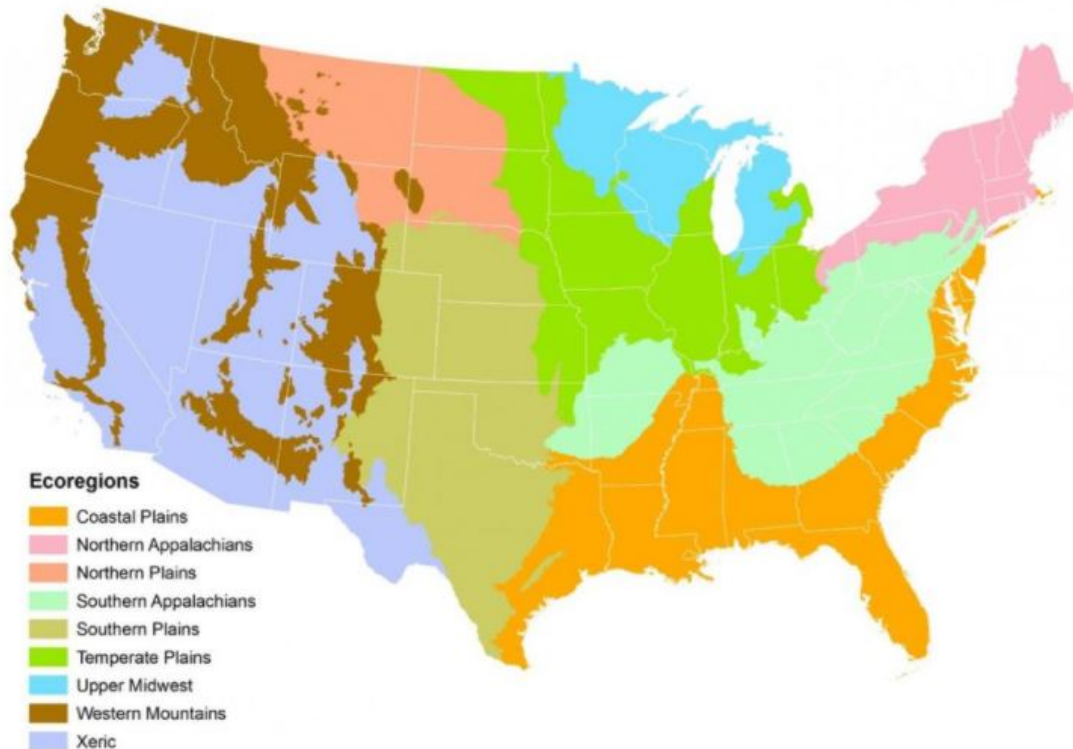 Ecoregions
Coastal Plains
Northern Appalachians
Northern Plains
Southern Appalachians
Southern Plains
Temperate Plains
Upper Midwest
Western Mountains
Xeric